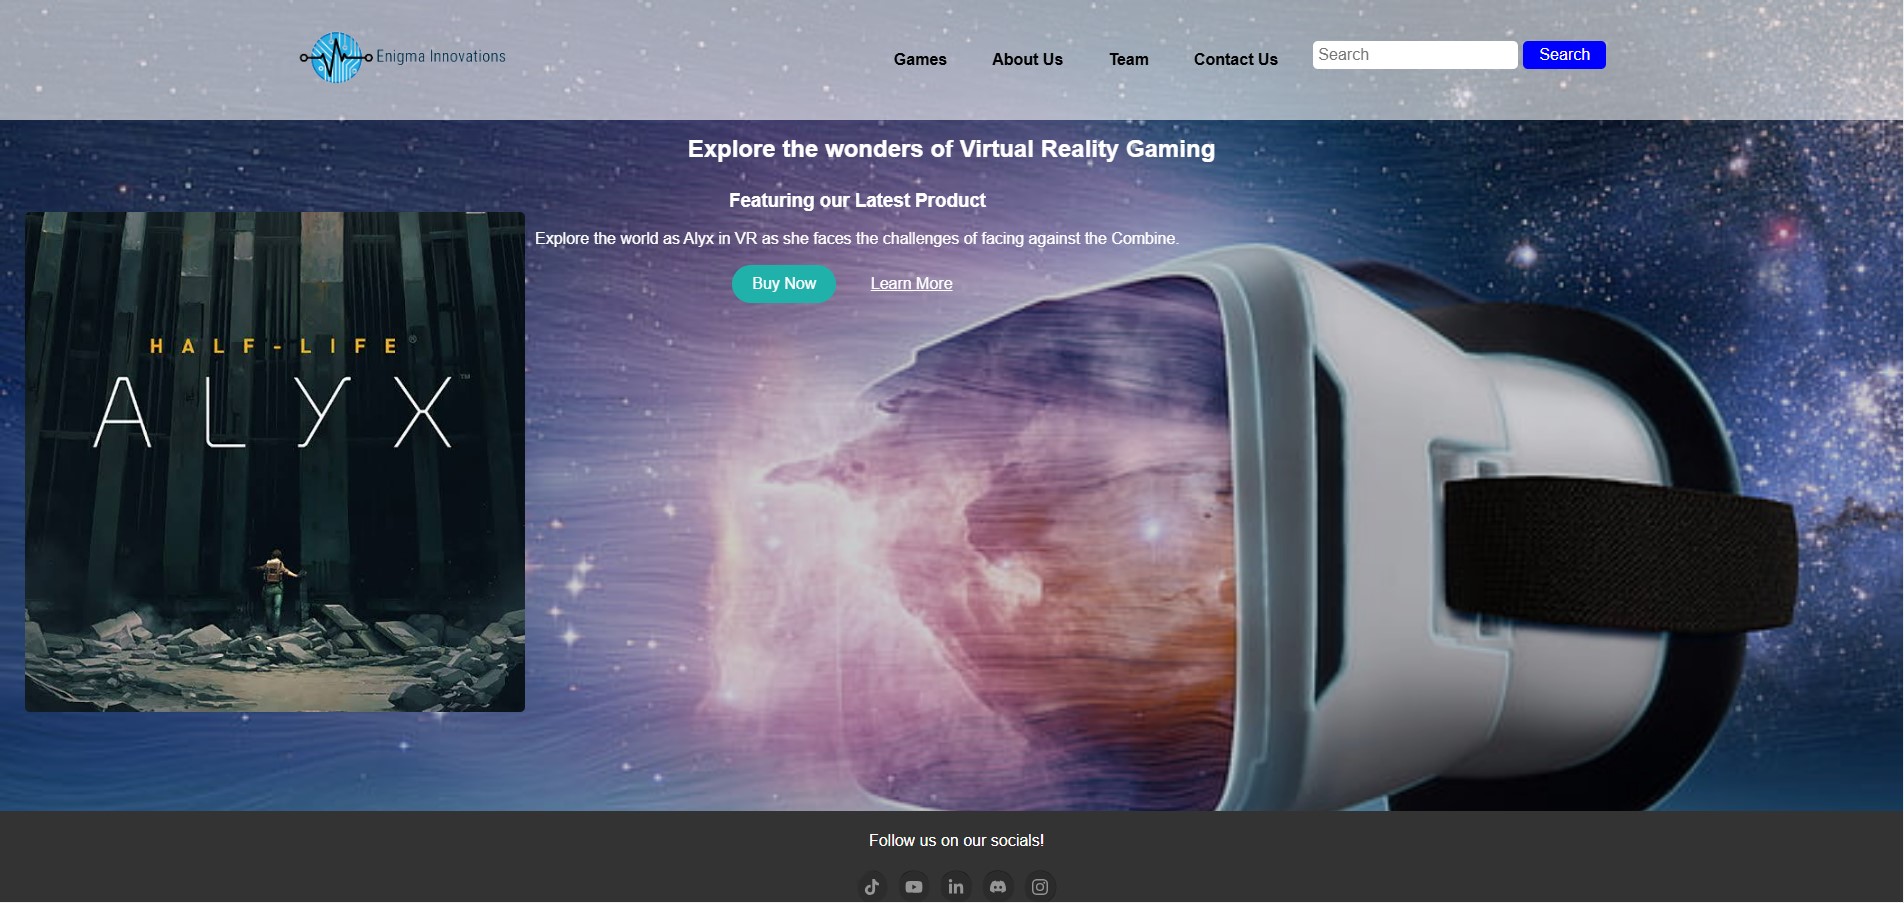 Enigma Innovations
Games About Us Team Contact Us Search Search
Explore the wonders of Virtual Reality Gaming
Featuring our Latest Product
Explore the world as Alyx in VR as she faces the challenges of facing against the Combine.
Buy Now Learn More
HALF-LIFE®
ALYX™
Follow us on our socials!